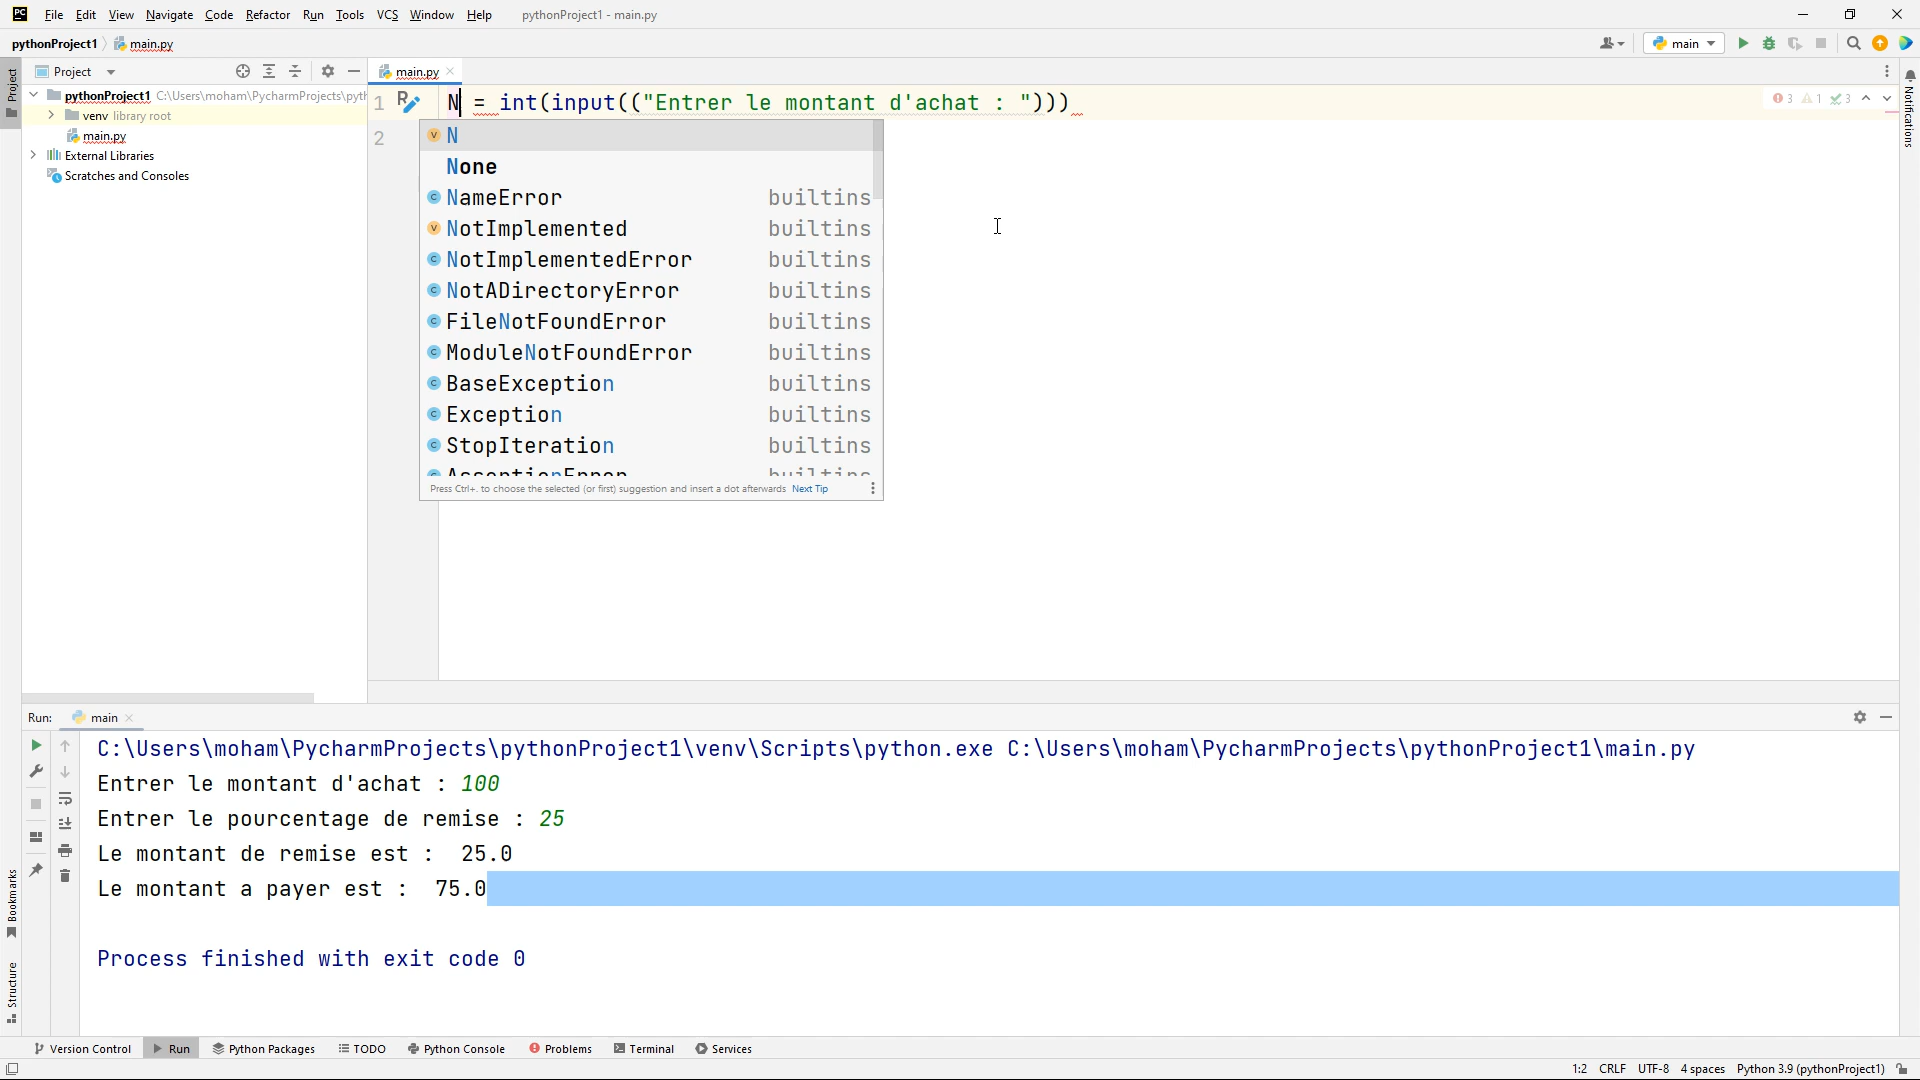 PC File Edit View Navigate Code Refactor Run Tools VCS Window Help pythonProject1 - main.py
pythonProject1 main.py main
Project main.py
pythonProject1 C:\Users\moham\PycharmProjects\pyth
venv library root
main.py
External Libraries
Scratches and Consoles
Project
Notifications
1 N = int(input(("Entrer le montant d'achat : "))) 3 1 3
2
N
None
NameError builtins
NotImplemented builtins
NotImplementedError builtins
NotADirectoryError builtins
FileNotFoundError builtins
ModuleNotFoundError builtins
BaseException builtins
Exception builtins
StopIteration builtins
AssertionError builtins
Press Ctrl+. to choose the selected (or first) suggestion and insert a dot afterwards Next Tip
Run: main
C:\Users\moham\PycharmProjects\pythonProject1\venv\Scripts\python.exe C:\Users\moham\PycharmProjects\pythonProject1\main.py
Entrer le montant d'achat : 100
Entrer le pourcentage de remise : 25
Le montant de remise est : 25.0
Le montant a payer est : 75.0
Process finished with exit code 0
Bookmarks
Structure
Version Control Run Python Packages TODO Python Console Problems Terminal Services
1:2 CRLF UTF-8 4 spaces Python 3.9 (pythonProject1)